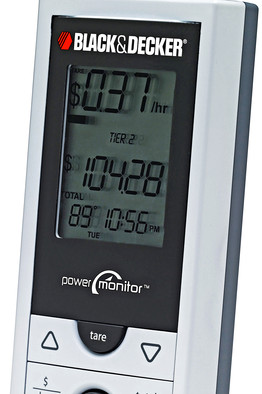 BLACK&DECKER®
$0.37/hr
TIER 2
$104.28
TOTAL
89° 10:56 PM
TUE
power monitor™
tare
$